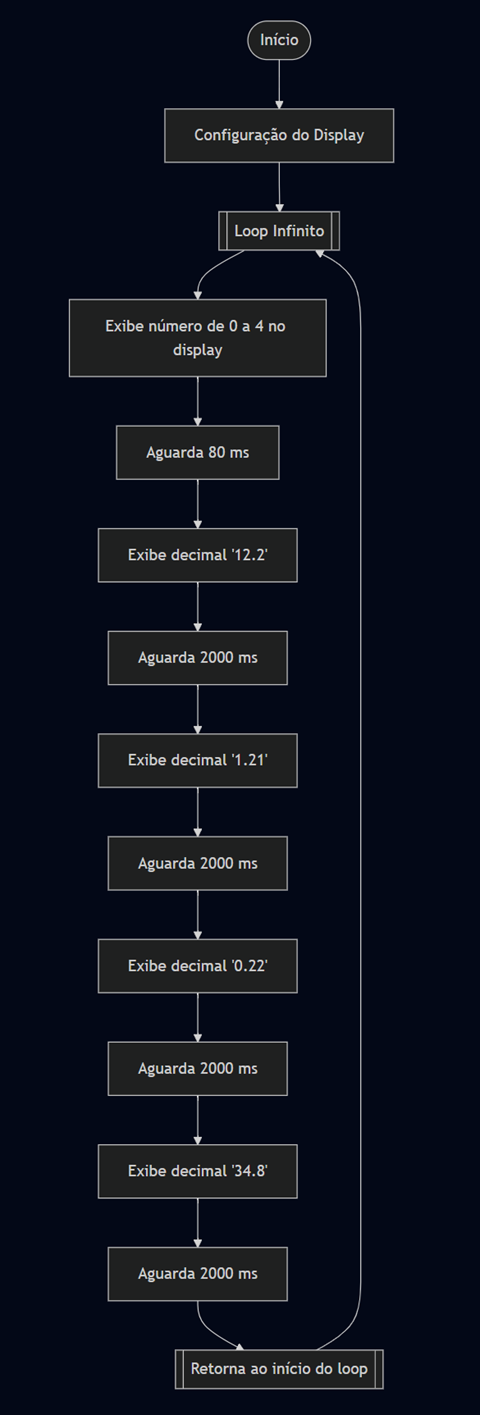 Início
Configuração do Display
Loop Infinito
Exibe número de 0 a 4 no
display
Aguarda 80 ms
Exibe decimal '12.2'
Aguarda 2000 ms
Exibe decimal '1.21'
Aguarda 2000 ms
Exibe decimal '0.22'
Aguarda 2000 ms
Exibe decimal '34.8'
Aguarda 2000 ms
Retorna ao início do loop